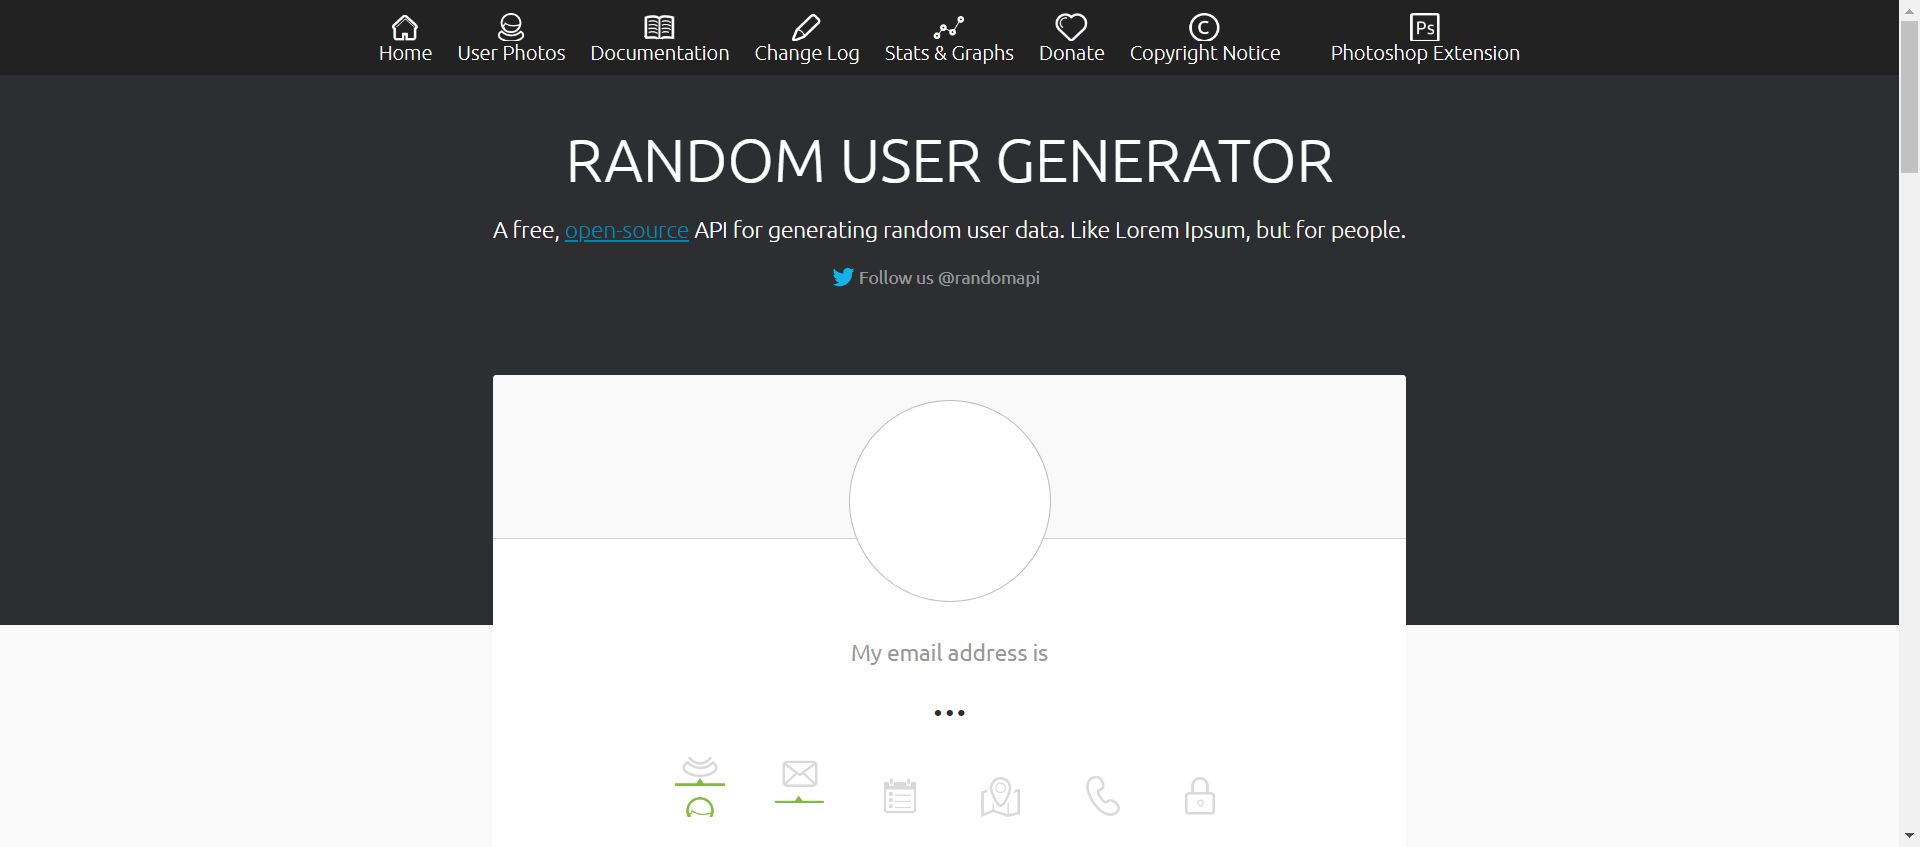 Home User Photos Documentation Change Log Stats & Graphs Donate Copyright Notice Photoshop Extension
RANDOM USER GENERATOR
A free, open-source API for generating random user data. Like Lorem Ipsum, but for people.
Follow us @randomapi
My email address is
...